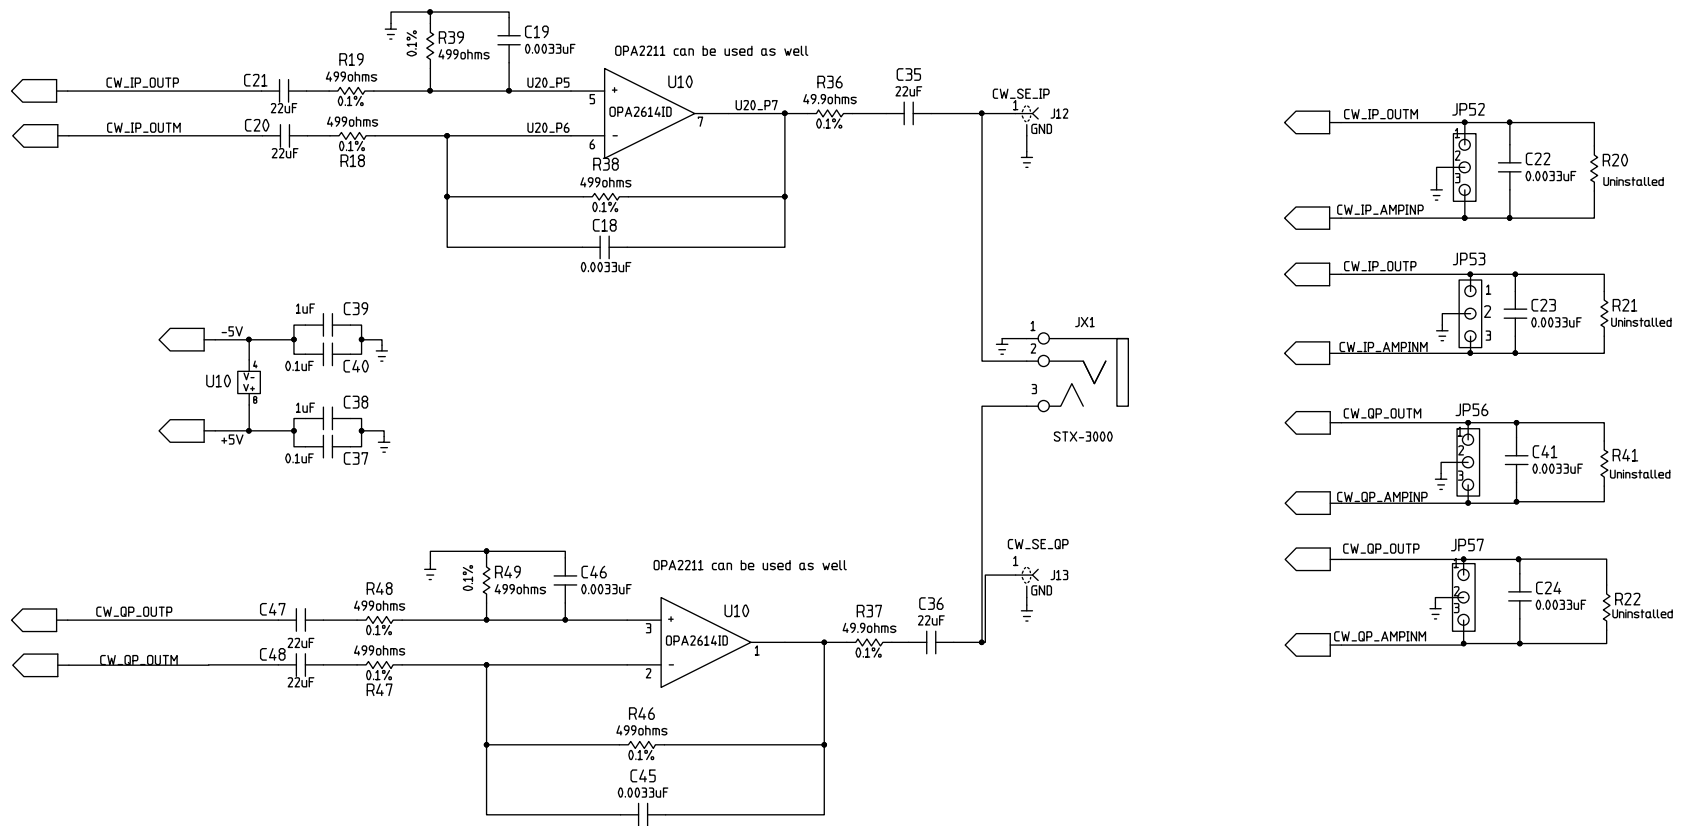 C19
0.0033uF
0.1%
R39
499ohms
OPA2211 can be used as well
CW_IP_OUTP
C21
22uF
R19
499ohms
0.1%
U20_P5
5
+
U10
OPA2614ID
7
U20_P7
R36
49.9ohms
0.1%
C35
22uF
CW_SE_IP
1
J12
GND
CW_IP_OUTM
C20
22uF
499ohms
0.1%
R18
U20_P6
6
-
R38
499ohms
0.1%
C18
0.0033uF
-5V
1uF
C39
0.1uF
C40
4
U10
V-
V+
8
+5V
1uF
C38
0.1uF
C37
JX1
1
2
3
STX-3000
CW_SE_QP
1
J13
GND
0.1%
R49
499ohms
C46
0.0033uF
OPA2211 can be used as well
CW_QP_OUTP
C47
22uF
R48
499ohms
0.1%
3
+
U10
OPA2614ID
1
R37
49.9ohms
0.1%
C36
22uF
CW_QP_OUTM
C48
22uF
499ohms
0.1%
R47
2
-
R46
499ohms
0.1%
C45
0.0033uF
CW_IP_OUTM
JP52
1
2
3
C22
0.0033uF
R20
Uninstalled
CW_IP_AMPINP
CW_IP_OUTP
JP53
1
2
3
C23
0.0033uF
R21
Uninstalled
CW_IP_AMPINM
CW_QP_OUTM
JP56
1
2
3
C41
0.0033uF
R41
Uninstalled
CW_QP_AMPINP
CW_QP_OUTP
JP57
1
2
3
C24
0.0033uF
R22
Uninstalled
CW_QP_AMPINM